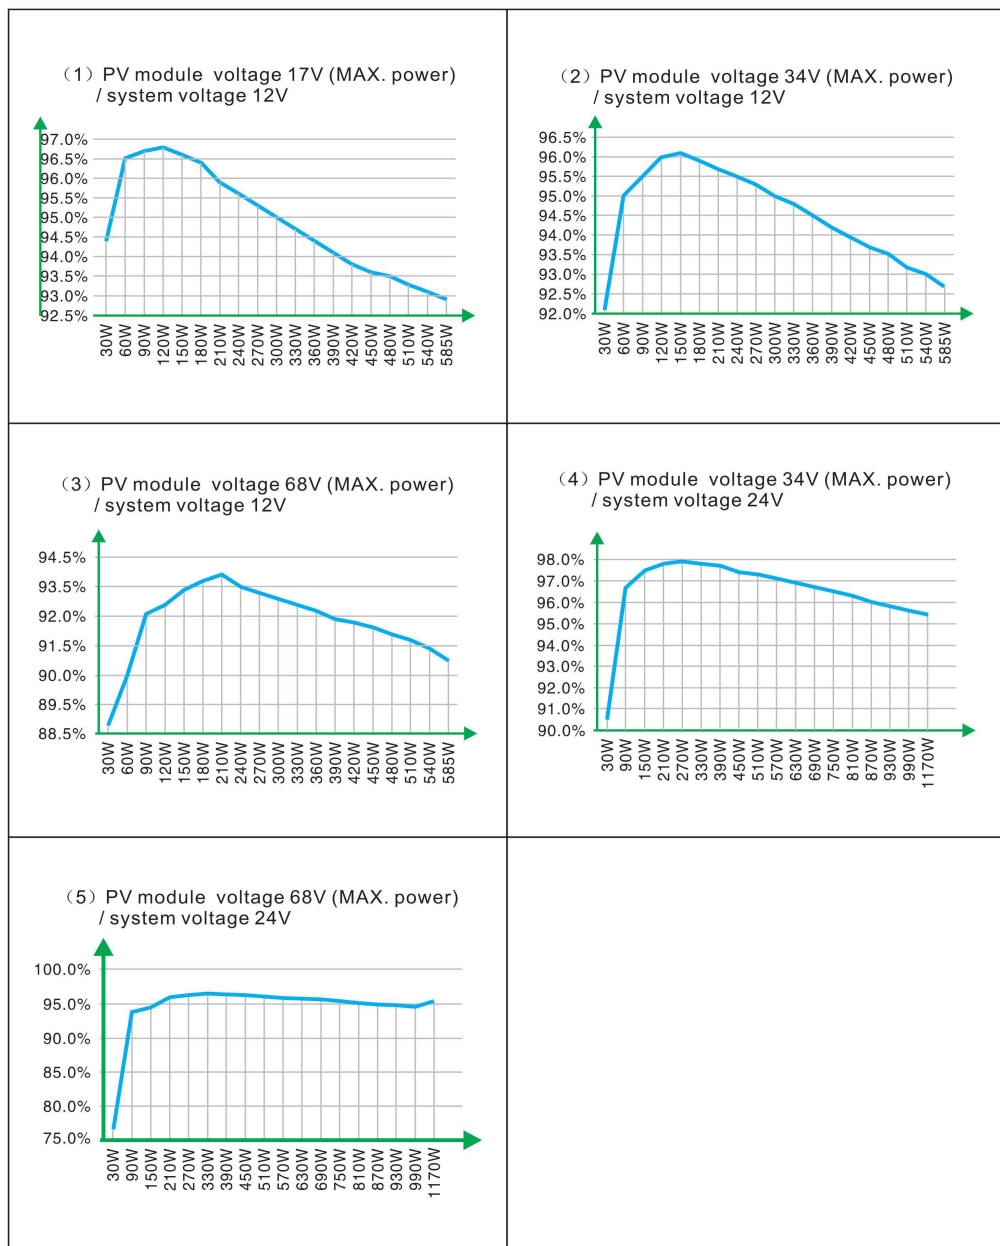 （1）PV module voltage 17V (MAX. power)
/ system voltage 12V
97.0%
96.5%
96.0%
95.5%
95.0%
94.5%
94.0%
93.5%
93.0%
92.5%
30W
60W
90W
120W
150W
180W
210W
240W
270W
300W
330W
360W
390W
420W
450W
480W
510W
540W
585W
（2）PV module voltage 34V (MAX. power)
/ system voltage 12V
96.5%
96.0%
95.5%
95.0%
94.5%
94.0%
93.5%
93.0%
92.5%
92.0%
30W
60W
90W
120W
150W
180W
210W
240W
270W
300W
330W
360W
390W
420W
450W
480W
510W
540W
585W
（3）PV module voltage 68V (MAX. power)
/ system voltage 12V
94.5%
93.5%
92.0%
91.5%
90.0%
89.5%
88.5%
30W
60W
90W
120W
150W
180W
210W
240W
270W
300W
330W
360W
390W
420W
450W
480W
510W
540W
585W
（4）PV module voltage 34V (MAX. power)
/ system voltage 24V
98.0%
97.0%
96.0%
95.0%
94.0%
93.0%
92.0%
91.0%
90.0%
30W
90W
150W
210W
270W
330W
390W
450W
510W
570W
630W
690W
750W
810W
870W
930W
990W
1170W
（5）PV module voltage 68V (MAX. power)
/ system voltage 24V
100.0%
95.0%
90.0%
85.0%
80.0%
75.0%
30W
90W
150W
210W
270W
330W
390W
450W
510W
570W
630W
690W
750W
810W
870W
930W
990W
1170W